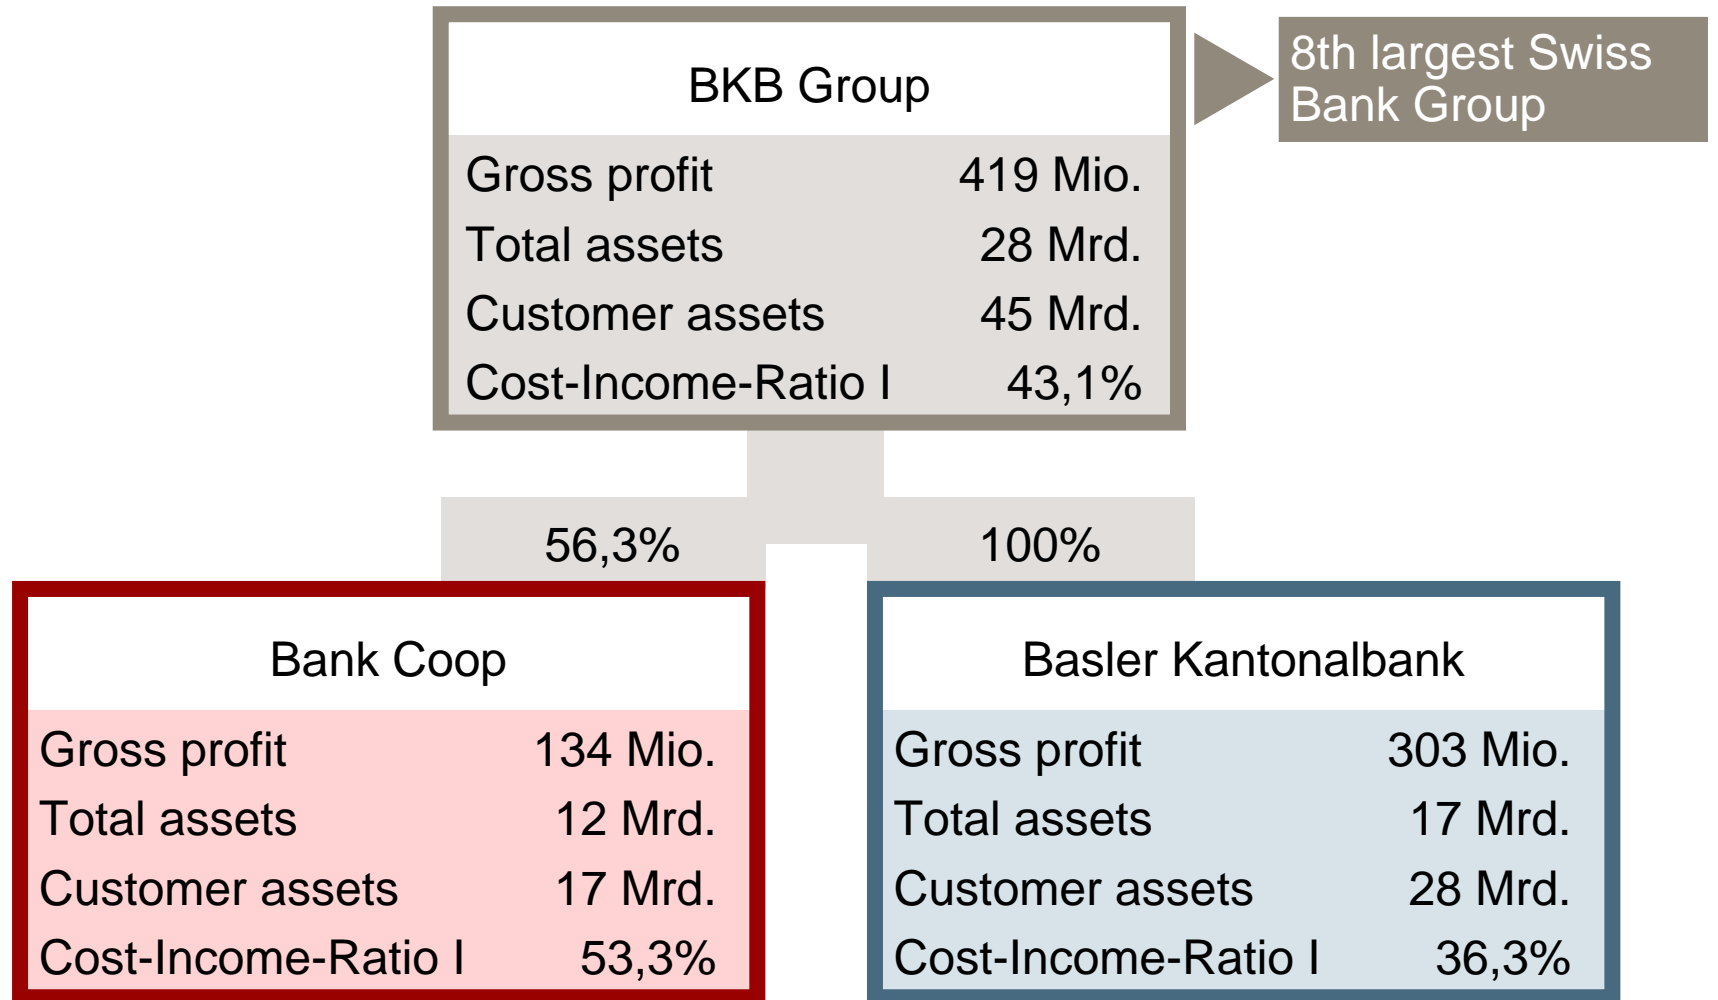 BKB Group
8th largest Swiss
Bank Group
Gross profit 419 Mio.
Total assets 28 Mrd.
Customer assets 45 Mrd.
Cost-Income-Ratio I 43,1%
56,3% 100%
Bank Coop
Gross profit 134 Mio.
Total assets 12 Mrd.
Customer assets 17 Mrd.
Cost-Income-Ratio I 53,3%
Basler Kantonalbank
Gross profit 303 Mio.
Total assets 17 Mrd.
Customer assets 28 Mrd.
Cost-Income-Ratio I 36,3%